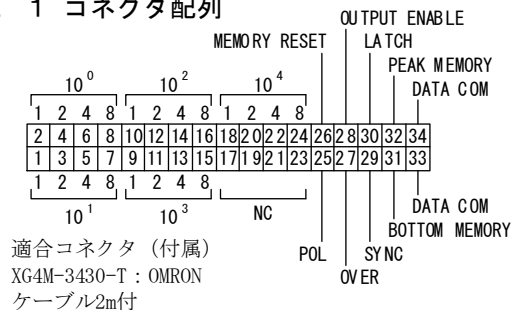 1 コネクタ配列
OUTPUT ENABLE
MEMORY RESET LATCH
PEAK MEMORY
10⁰ 10² 10⁴ DATA COM
1 2 4 8 1 2 4 8 1 2 4 8
2 4 6 8 10 12 14 16 18 20 22 24 26 28 30 32 34
1 3 5 7 9 11 13 15 17 19 21 23 25 27 29 31 33
1 2 4 8 1 2 4 8
10¹ 10³ NC DATA COM
BOTTOM MEMORY
適合コネクタ（付属） POL SYNC
XG4M-3430-T：OMRON OVER
ケーブル2m付